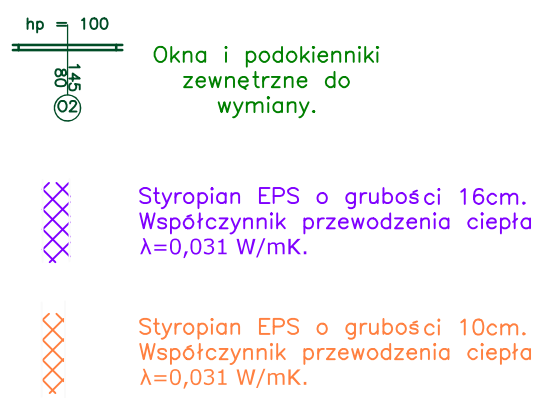 hp = 100
145
80
O2
Okna i podokienniki
zewnętrzne do
wymiany.
Styropian EPS o grubości 16cm.
Współczynnik przewodzenia ciepła
λ=0,031 W/mK.
Styropian EPS o grubości 10cm.
Współczynnik przewodzenia ciepła
λ=0,031 W/mK.